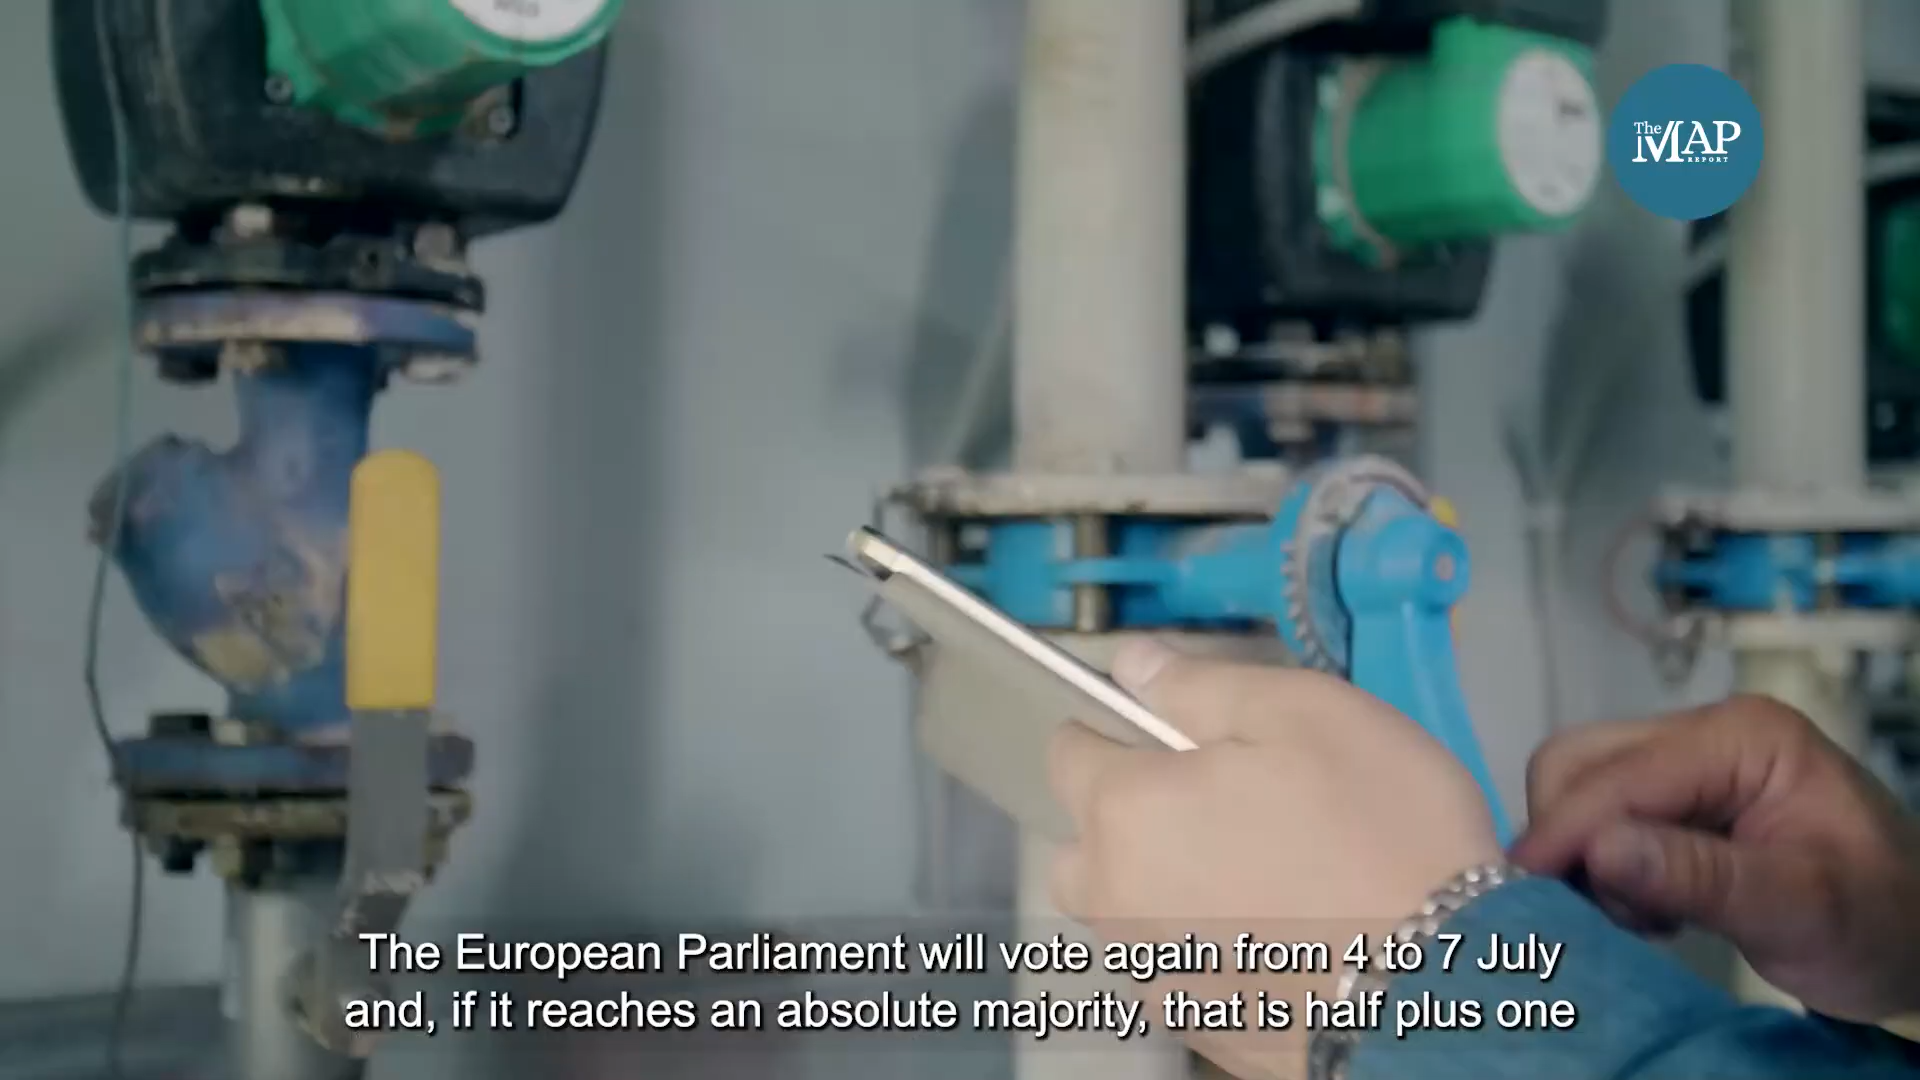 The
MAP
REPORT
The European Parliament will vote again from 4 to 7 July
and, if it reaches an absolute majority, that is half plus one